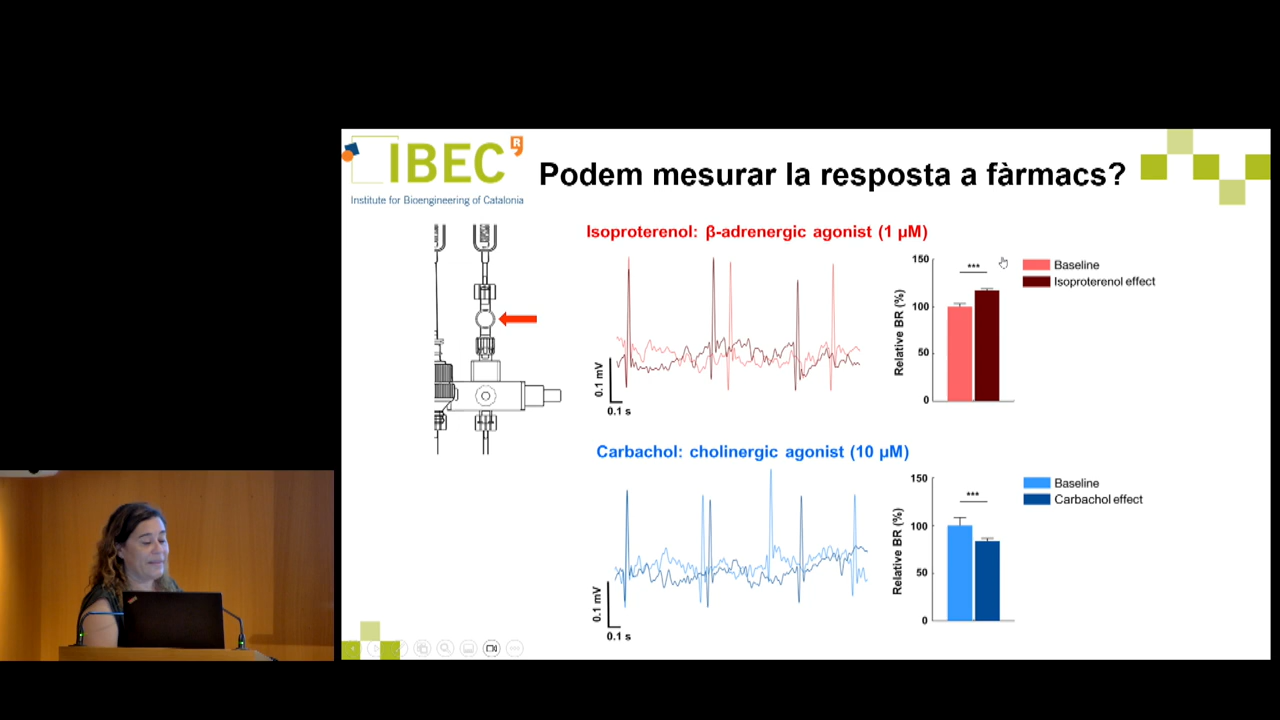 IBEC
R
Institute for Bioengineering of Catalonia
Podem mesurar la resposta a fàrmacs?
Isoproterenol: β-adrenergic agonist (1 µM)
0.1 mV
0.1 s
Relative BR (%)
150
100
50
0
***
Baseline
Isoproterenol effect
Carbachol: cholinergic agonist (10 µM)
0.1 mV
0.1 s
Relative BR (%)
150
100
50
0
***
Baseline
Carbachol effect